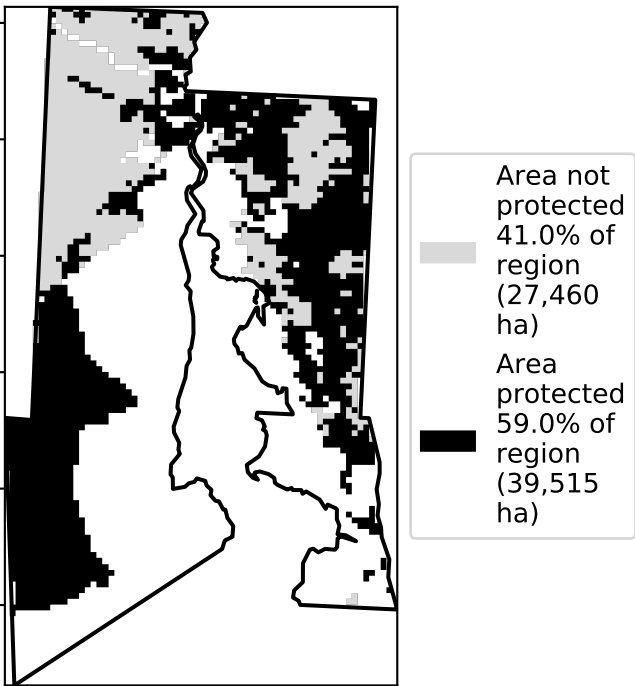 Area not
protected
41.0% of
region
(27,460
ha)
Area
protected
59.0% of
region
(39,515
ha)